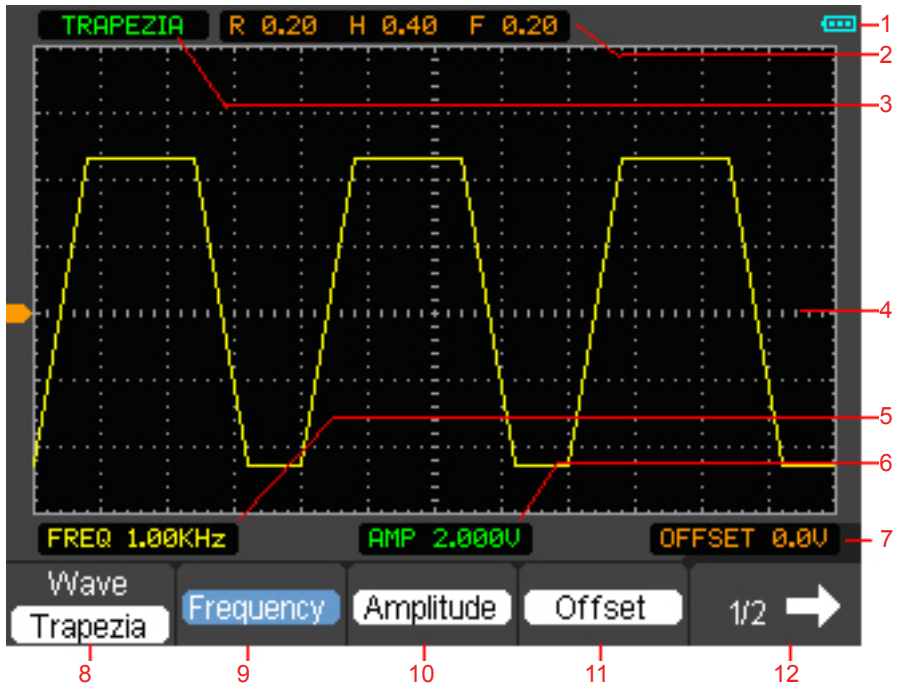 TRAPEZIA R 0.20 H 0.40 F 0.20 1
2
3
4
5
6
FREQ 1.00KHz AMP 2.000V OFFSET 0.0V 7
Wave
Trapezia Frequency Amplitude Offset 1/2
8 9 10 11 12